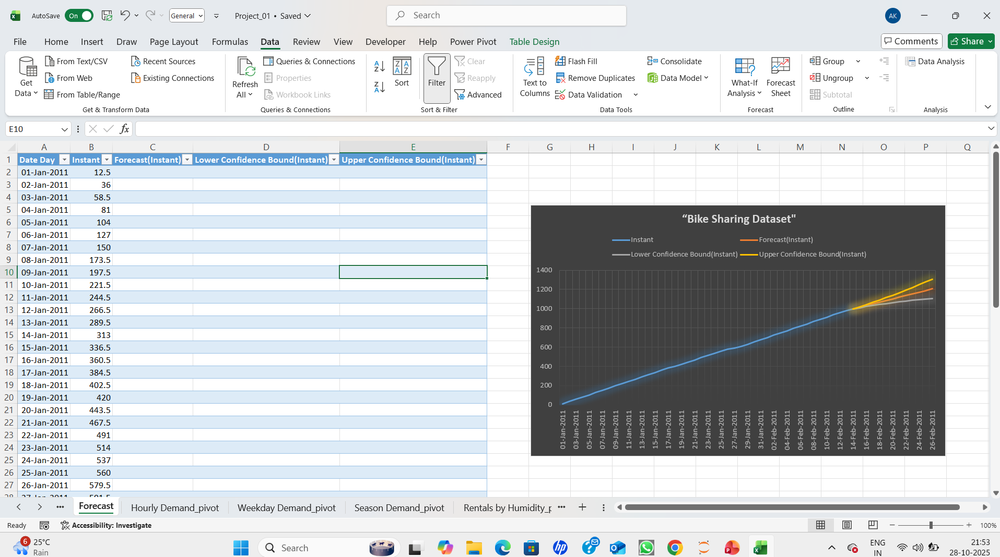 AutoSave On General Project_01 • Saved Search AK
File Home Insert Draw Page Layout Formulas Data Review View Developer Help Power Pivot Table Design Comments Share
Get Data
From Text/CSV
From Web
From Table/Range
Recent Sources
Existing Connections
Get & Transform Data
Refresh All
Queries & Connections
Properties
Workbook Links
Queries & Connections
Sort
Filter
Clear
Reapply
Advanced
Sort & Filter
Text to Columns
Flash Fill
Remove Duplicates
Data Validation
Consolidate
Data Model
Data Tools
What-If Analysis
Forecast Sheet
Forecast
Group
Ungroup
Subtotal
Outline
Data Analysis
Analysis
E10 fx
A B C D E F G H I J K L M N O P Q
1 Date Day Instant Forecast(Instant) Lower Confidence Bound(Instant) Upper Confidence Bound(Instant)
2 01-Jan-2011 12.5
3 02-Jan-2011 36
4 03-Jan-2011 58.5
5 04-Jan-2011 81
6 05-Jan-2011 104
7 06-Jan-2011 127
8 07-Jan-2011 150
9 08-Jan-2011 173.5
10 09-Jan-2011 197.5
11 10-Jan-2011 221.5
12 11-Jan-2011 244.5
13 12-Jan-2011 266.5
14 13-Jan-2011 289.5
15 14-Jan-2011 313
16 15-Jan-2011 336.5
17 16-Jan-2011 360.5
18 17-Jan-2011 384.5
19 18-Jan-2011 402.5
20 19-Jan-2011 420
21 20-Jan-2011 443.5
22 21-Jan-2011 467.5
23 22-Jan-2011 491
24 23-Jan-2011 514
25 24-Jan-2011 537
26 25-Jan-2011 560
27 26-Jan-2011 579.5
28 27-Jan-2011 591.5
“Bike Sharing Dataset"
Instant Forecast(Instant)
Lower Confidence Bound(Instant) Upper Confidence Bound(Instant)
1400
1200
1000
800
600
400
200
0
01-Jan-2011
03-Jan-2011
05-Jan-2011
07-Jan-2011
09-Jan-2011
11-Jan-2011
13-Jan-2011
15-Jan-2011
17-Jan-2011
19-Jan-2011
21-Jan-2011
23-Jan-2011
25-Jan-2011
27-Jan-2011
29-Jan-2011
31-Jan-2011
02-Feb-2011
04-Feb-2011
06-Feb-2011
08-Feb-2011
10-Feb-2011
12-Feb-2011
14-Feb-2011
16-Feb-2011
18-Feb-2011
20-Feb-2011
22-Feb-2011
24-Feb-2011
26-Feb-2011
Forecast Hourly Demand_pivot Weekday Demand_pivot Season Demand_pivot Rentals by Humidity_p
Ready Accessibility: Investigate 100%
6 25°C
Rain
Search
ENG
IN
21:53
28-10-2025